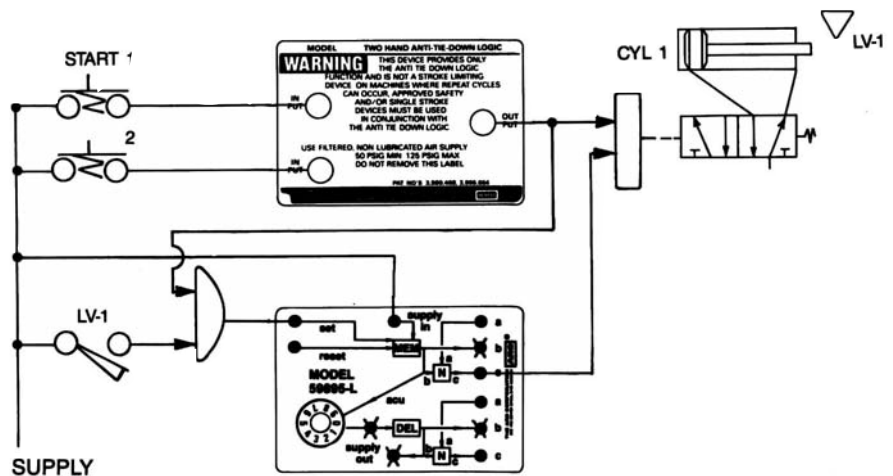 START 1
2
LV-1
SUPPLY
MODEL TWO HAND ANTI-TIE-DOWN LOGIC
WARNING THIS DEVICE PROVIDES ONLY
THE ANTI TIE DOWN LOGIC
FUNCTION AND IS NOT A STROKE LIMITING
DEVICE ON MACHINES WHERE REPEAT CYCLES
CAN OCCUR, APPROVED SAFETY
AND/OR SINGLE STROKE
DEVICES MUST BE USED
IN CONJUNCTION WITH
THE ANTI TIE DOWN LOGIC
IN
PUT
OUT
PUT
USE FILTERED, NON LUBRICATED AIR SUPPLY
50 PSIG MIN 125 PSIG MAX
DO NOT REMOVE THIS LABEL
IN
PUT
PAT NO'S
CYL 1
LV-1
set
supply
in
a
reset
MEM
a
b
b
N
c
MODEL
59895-L
acu
a
DEL
a
b
supply
out
b
N
c
c